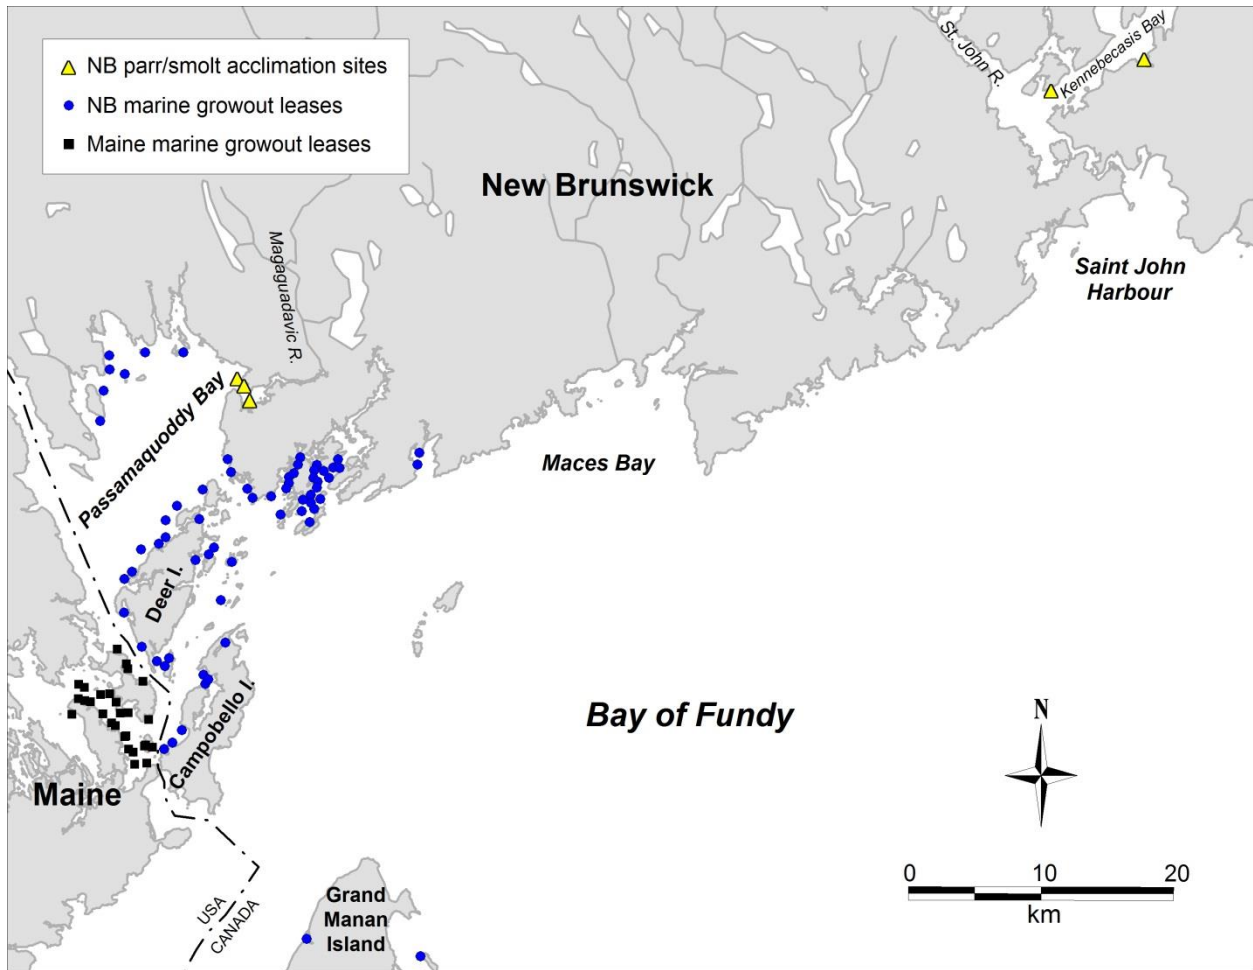 NB parr/smolt acclimation sites
NB marine growout leases
Maine marine growout leases
St. John R.
Kennebecasis Bay
New Brunswick
Magaguadavic R.
Saint John
Harbour
Passamaquoddy Bay
Maces Bay
Deer I.
Campobello I.
Bay of Fundy
N
Maine
Grand
Manan
Island
USA
CANADA
0 10 20
km